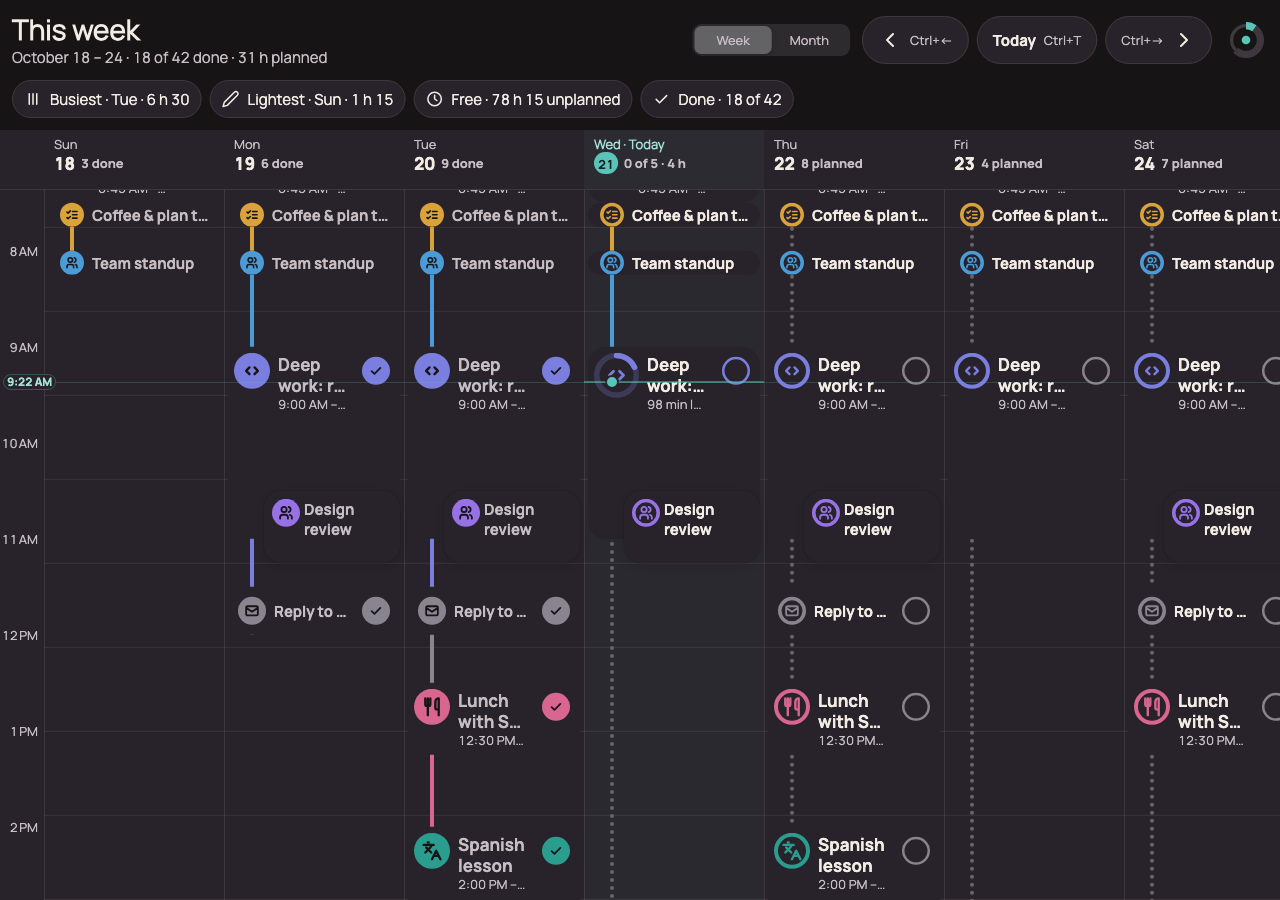 This week
October 18 – 24 · 18 of 42 done · 31 h planned
Week
Month
Ctrl+←
Today Ctrl+T
Ctrl+→
Busiest · Tue · 6 h 30
Lightest · Sun · 1 h 15
Free · 78 h 15 unplanned
Done · 18 of 42
Sun
18 3 done
Mon
19 6 done
Tue
20 9 done
Wed · Today
21 0 of 5 · 4 h
Thu
22 8 planned
Fri
23 4 planned
Sat
24 7 planned
Coffee & plan t...
Coffee & plan t...
Coffee & plan t...
Coffee & plan t...
Coffee & plan t...
Coffee & plan t...
Coffee & plan t
8 AM
Team standup
Team standup
Team standup
Team standup
Team standup
Team standup
Team standup
9 AM
Deep
work: r...
9:00 AM –...
Deep
work: r...
9:00 AM –...
Deep
work:...
98 min l...
Deep
work: r...
9:00 AM –...
Deep
work: r...
9:00 AM –...
Deep
work: r...
9:00 AM –...
9:22 AM
10 AM
Design
review
Design
review
Design
review
Design
review
Design
review
11 AM
Reply to ...
Reply to ...
Reply to ...
Reply to ...
12 PM
Lunch
with S...
12:30 PM...
Lunch
with S...
12:30 PM...
Lunch
with S...
12:30 PM...
1 PM
2 PM
Spanish
lesson
2:00 PM –...
Spanish
lesson
2:00 PM –...